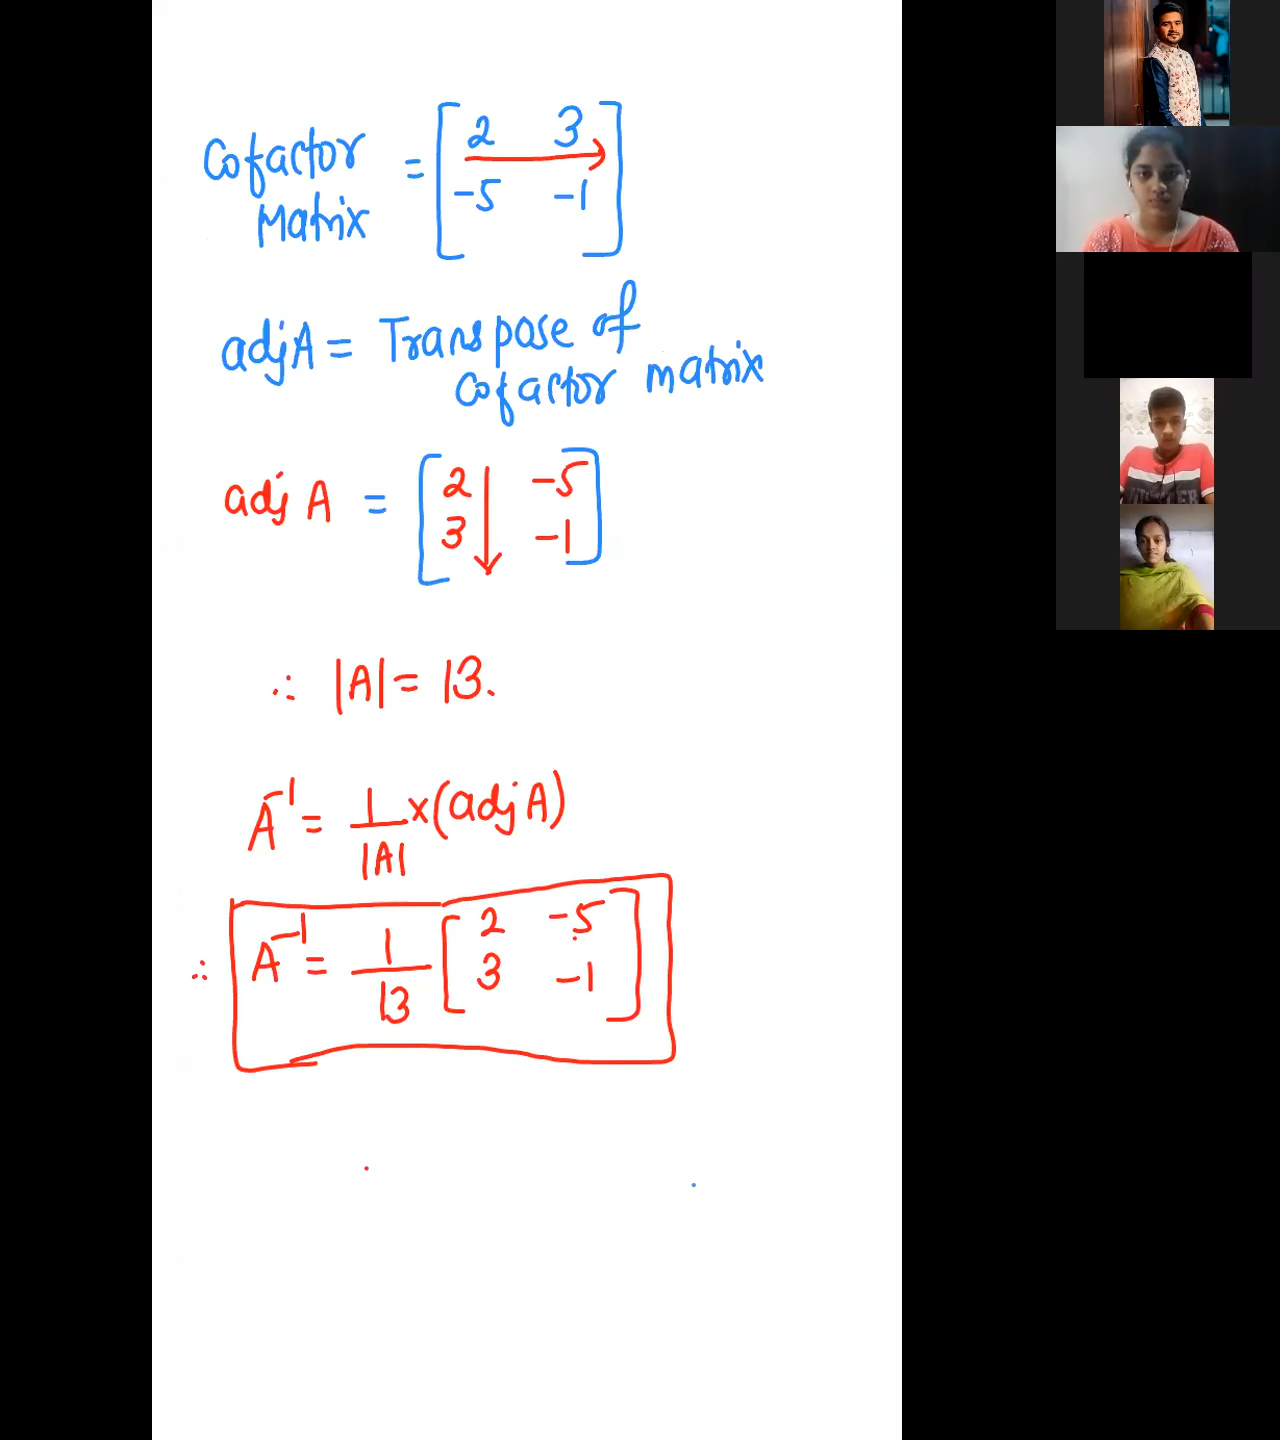 Cofactor Matrix = [ 2 3
-5 -1 ]
adj A = Transpose of
Cofactor matrix
adj A = [ 2 -5
3 -1 ]
∴ |A| = 13.
A⁻¹ = 1/|A| × (adj A)
∴ A⁻¹ = 1/13 [ 2 -5
3 -1 ]